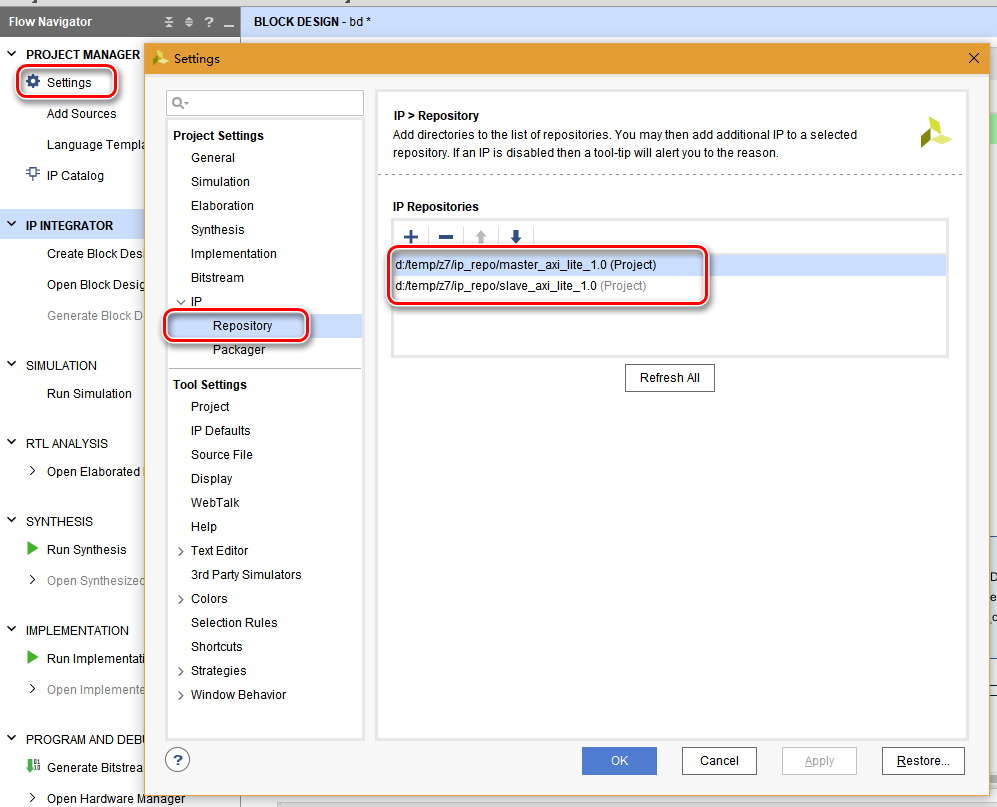 Flow Navigator
?
BLOCK DESIGN - bd *
PROJECT MANAGER
Settings
Add Sources
Language Templa
IP Catalog
IP INTEGRATOR
Create Block Des
Open Block Desig
Generate Block D
SIMULATION
Run Simulation
RTL ANALYSIS
Open Elaborated
SYNTHESIS
Run Synthesis
Open Synthesized
IMPLEMENTATION
Run Implementati
Open Implemente
PROGRAM AND DEBU
Generate Bitstrea
Open Hardware Manager
Settings
Project Settings
General
Simulation
Elaboration
Synthesis
Implementation
Bitstream
IP
Repository
Packager
Tool Settings
Project
IP Defaults
Source File
Display
WebTalk
Help
Text Editor
3rd Party Simulators
Colors
Selection Rules
Shortcuts
Strategies
Window Behavior
IP > Repository
Add directories to the list of repositories. You may then add additional IP to a selected
repository. If an IP is disabled then a tool-tip will alert you to the reason.
IP Repositories
d:/temp/z7/ip_repo/master_axi_lite_1.0 (Project)
d:/temp/z7/ip_repo/slave_axi_lite_1.0 (Project)
Refresh All
?
OK
Cancel
Apply
Restore...